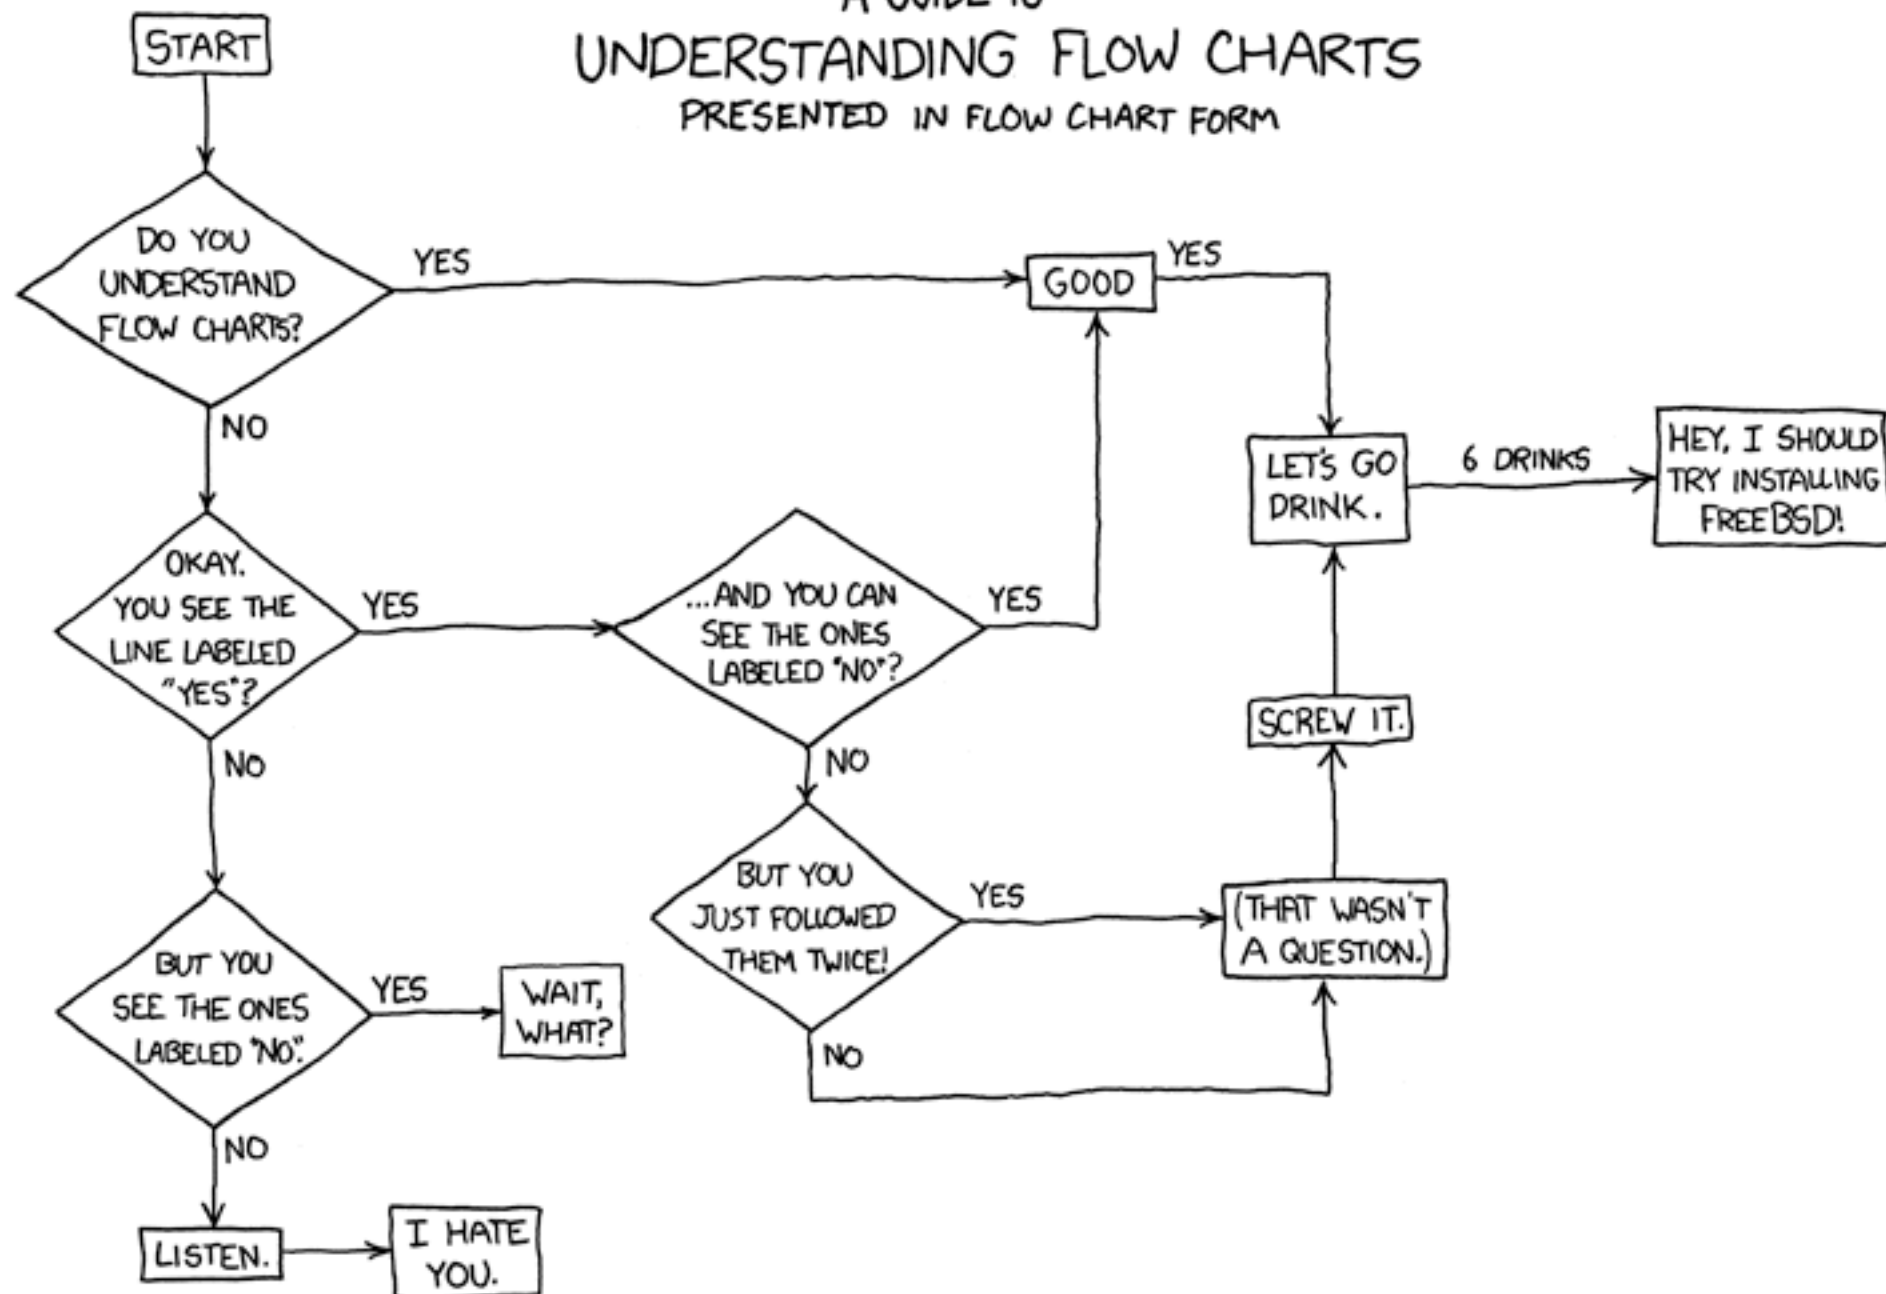 A GUIDE TO
UNDERSTANDING FLOW CHARTS
PRESENTED IN FLOW CHART FORM
START
DO YOU
UNDERSTAND
FLOW CHARTS?
YES
GOOD
YES
NO
LET'S GO
DRINK.
6 DRINKS
HEY, I SHOULD
TRY INSTALLING
FREEBSD!
OKAY.
YOU SEE THE
LINE LABELED
"YES"?
YES
...AND YOU CAN
SEE THE ONES
LABELED "NO"?
YES
NO
NO
SCREW IT.
BUT YOU
JUST FOLLOWED
THEM TWICE!
YES
(THAT WASN'T
A QUESTION.)
NO
BUT YOU
SEE THE ONES
LABELED "NO".
YES
WAIT,
WHAT?
NO
LISTEN.
I HATE
YOU.